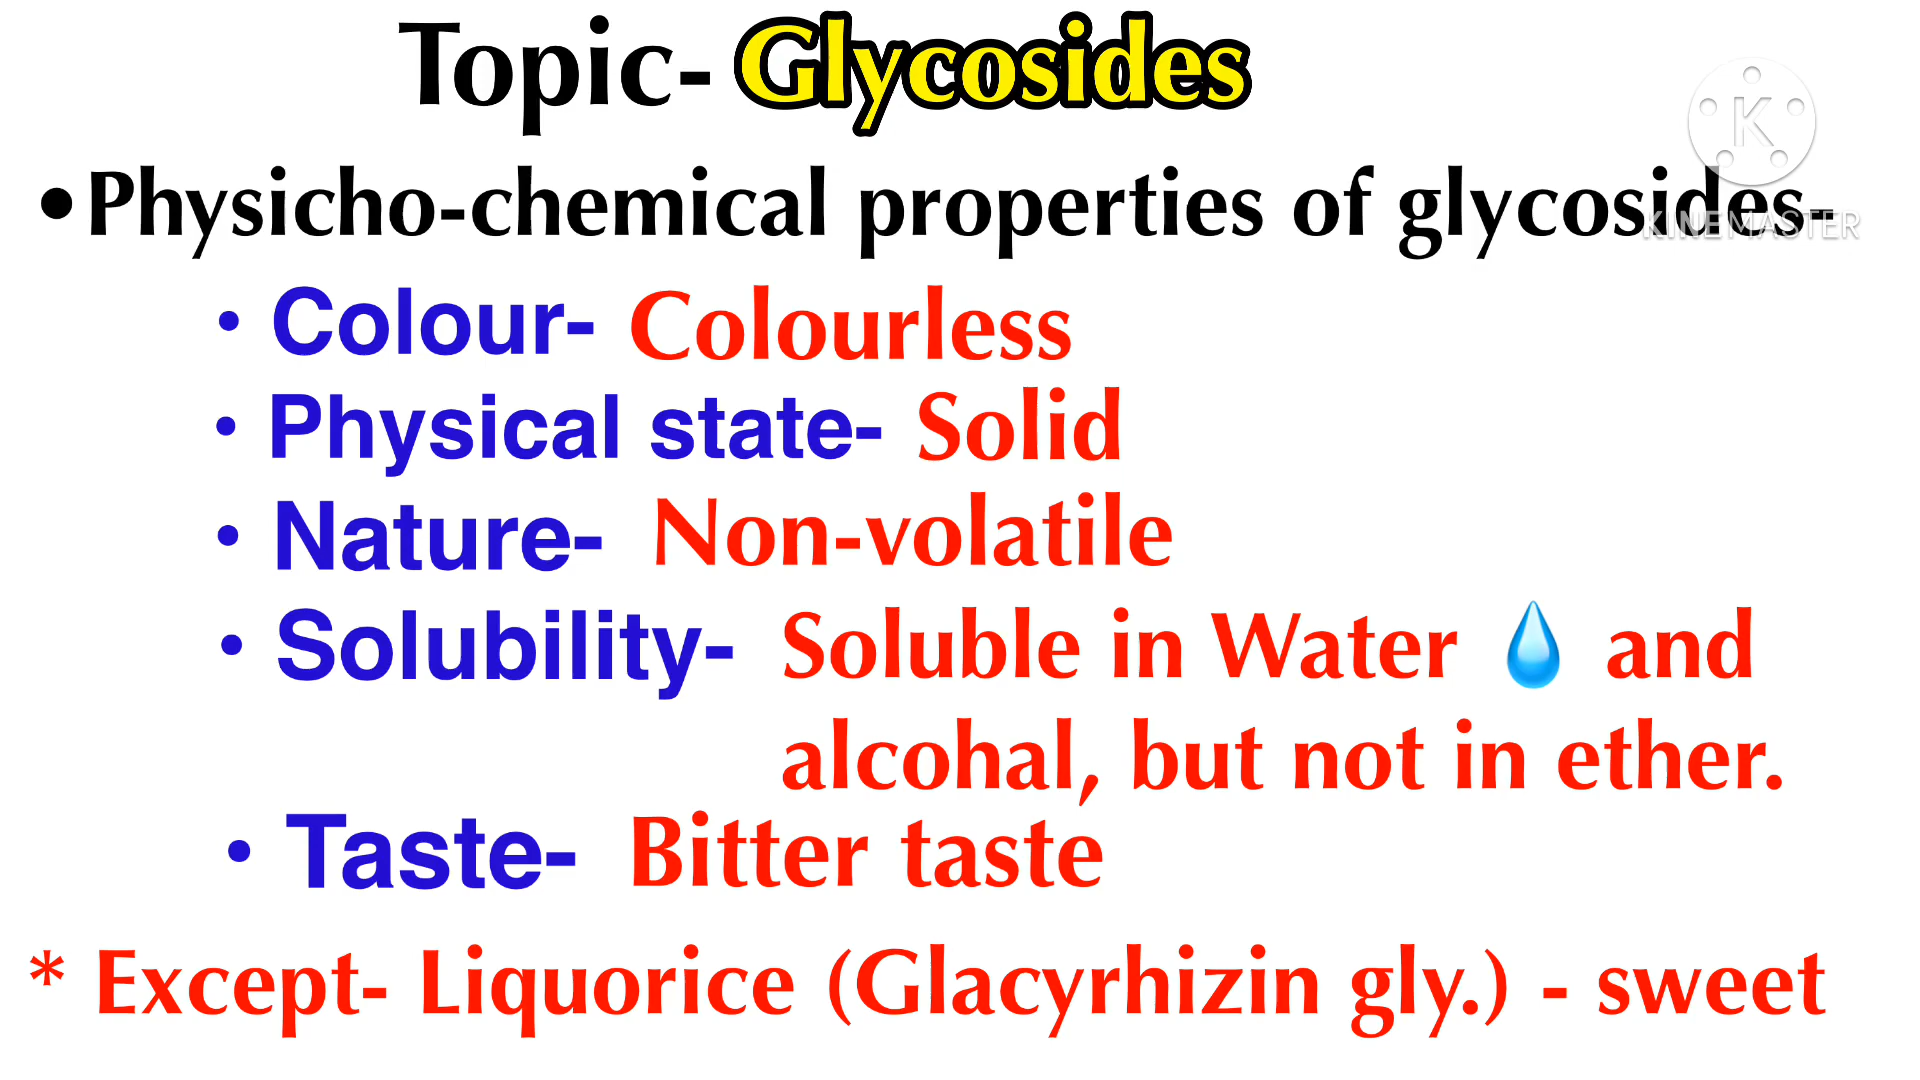 Topic- Glycosides
•Physicho-chemical properties of glycosides-
K
KINEMASTER
• Colour- Colourless
• Physical state- Solid
• Nature- Non-volatile
• Solubility- Soluble in Water 💧 and
alcohal, but not in ether.
• Taste- Bitter taste
* Except- Liquorice (Glacyrhizin gly.) - sweet